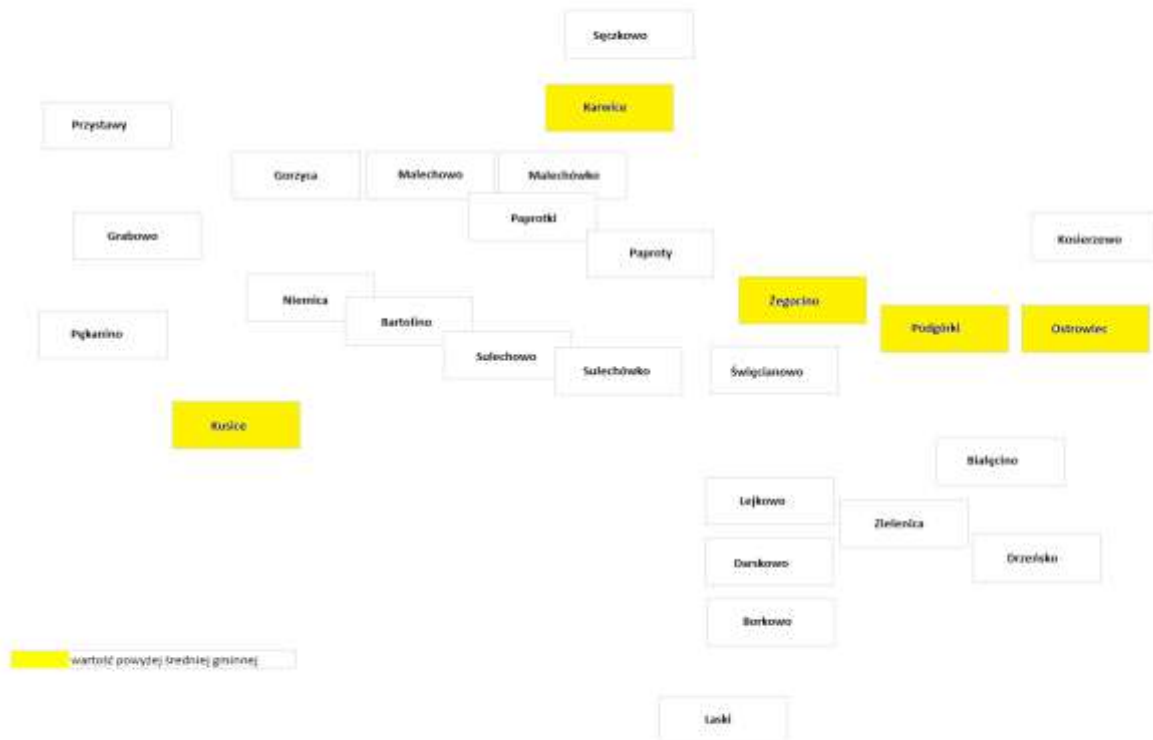 Sęczkowo
Karwice
Przystawy
Gorzyca
Malechowo
Malechówko
Paprotki
Grabowo
Paproty
Kosierzewo
Niemica
Żegocino
Bartolino
Podgórki
Ostrowiec
Pękanino
Sulechowo
Sulechówko
Święcianowo
Kusice
Białęcino
Lejkowo
Zielenica
Darskowo
Drzeńsko
Borkowo
wartość powyżej średniej gminnej
Laski